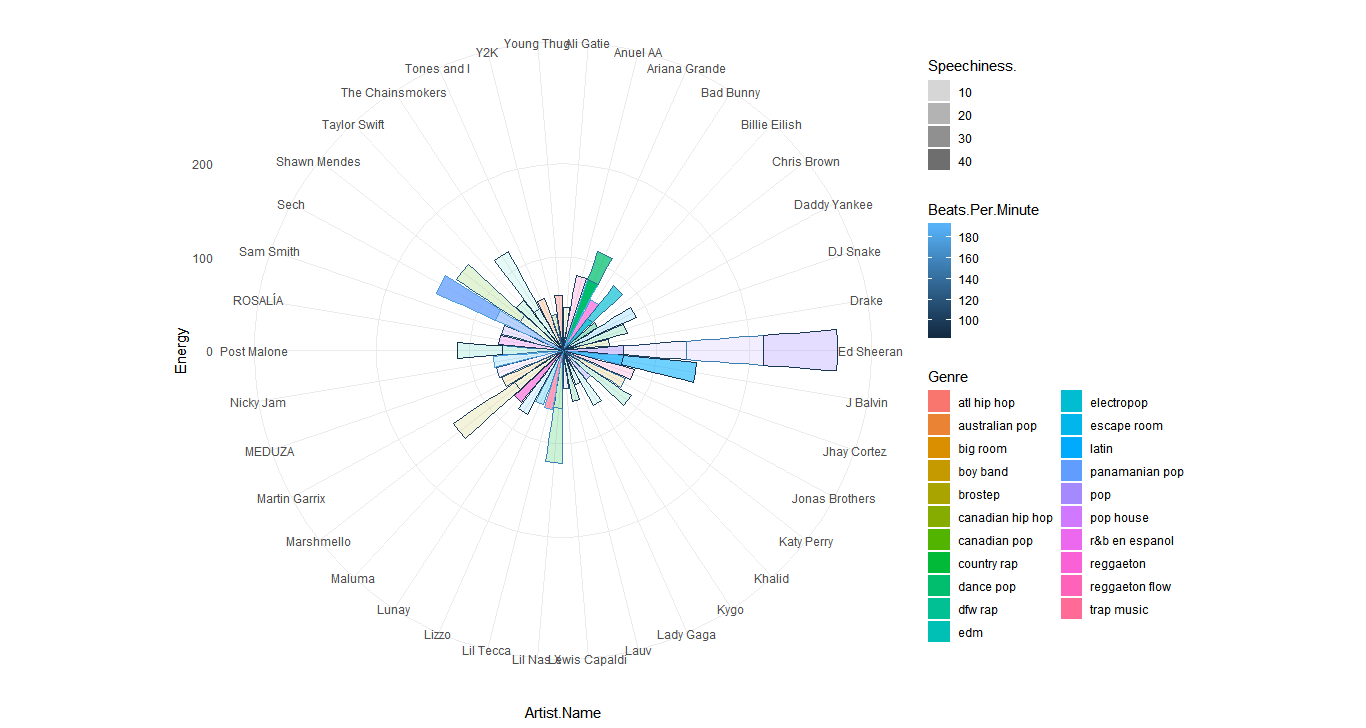 Young Thug
Ali Gatie
Y2K
Anuel AA
Tones and I
Ariana Grande
The Chainsmokers
Bad Bunny
Taylor Swift
Billie Eilish
Shawn Mendes
Chris Brown
Sech
Daddy Yankee
Sam Smith
DJ Snake
ROSALÍA
Drake
Post Malone
Ed Sheeran
Nicky Jam
J Balvin
MEDUZA
Jhay Cortez
Martin Garrix
Jonas Brothers
Marshmello
Katy Perry
Maluma
Khalid
Lunay
Kygo
Lizzo
Lady Gaga
Lil Tecca
Lauv
Lil Nas X
Lewis Capaldi
200
100
0
Energy
Artist.Name
Speechiness.
10
20
30
40
Beats.Per.Minute
180
160
140
120
100
Genre
atl hip hop
australian pop
big room
boy band
brostep
canadian hip hop
canadian pop
country rap
dance pop
dfw rap
edm
electropop
escape room
latin
panamanian pop
pop
pop house
r&b en espanol
reggaeton
reggaeton flow
trap music